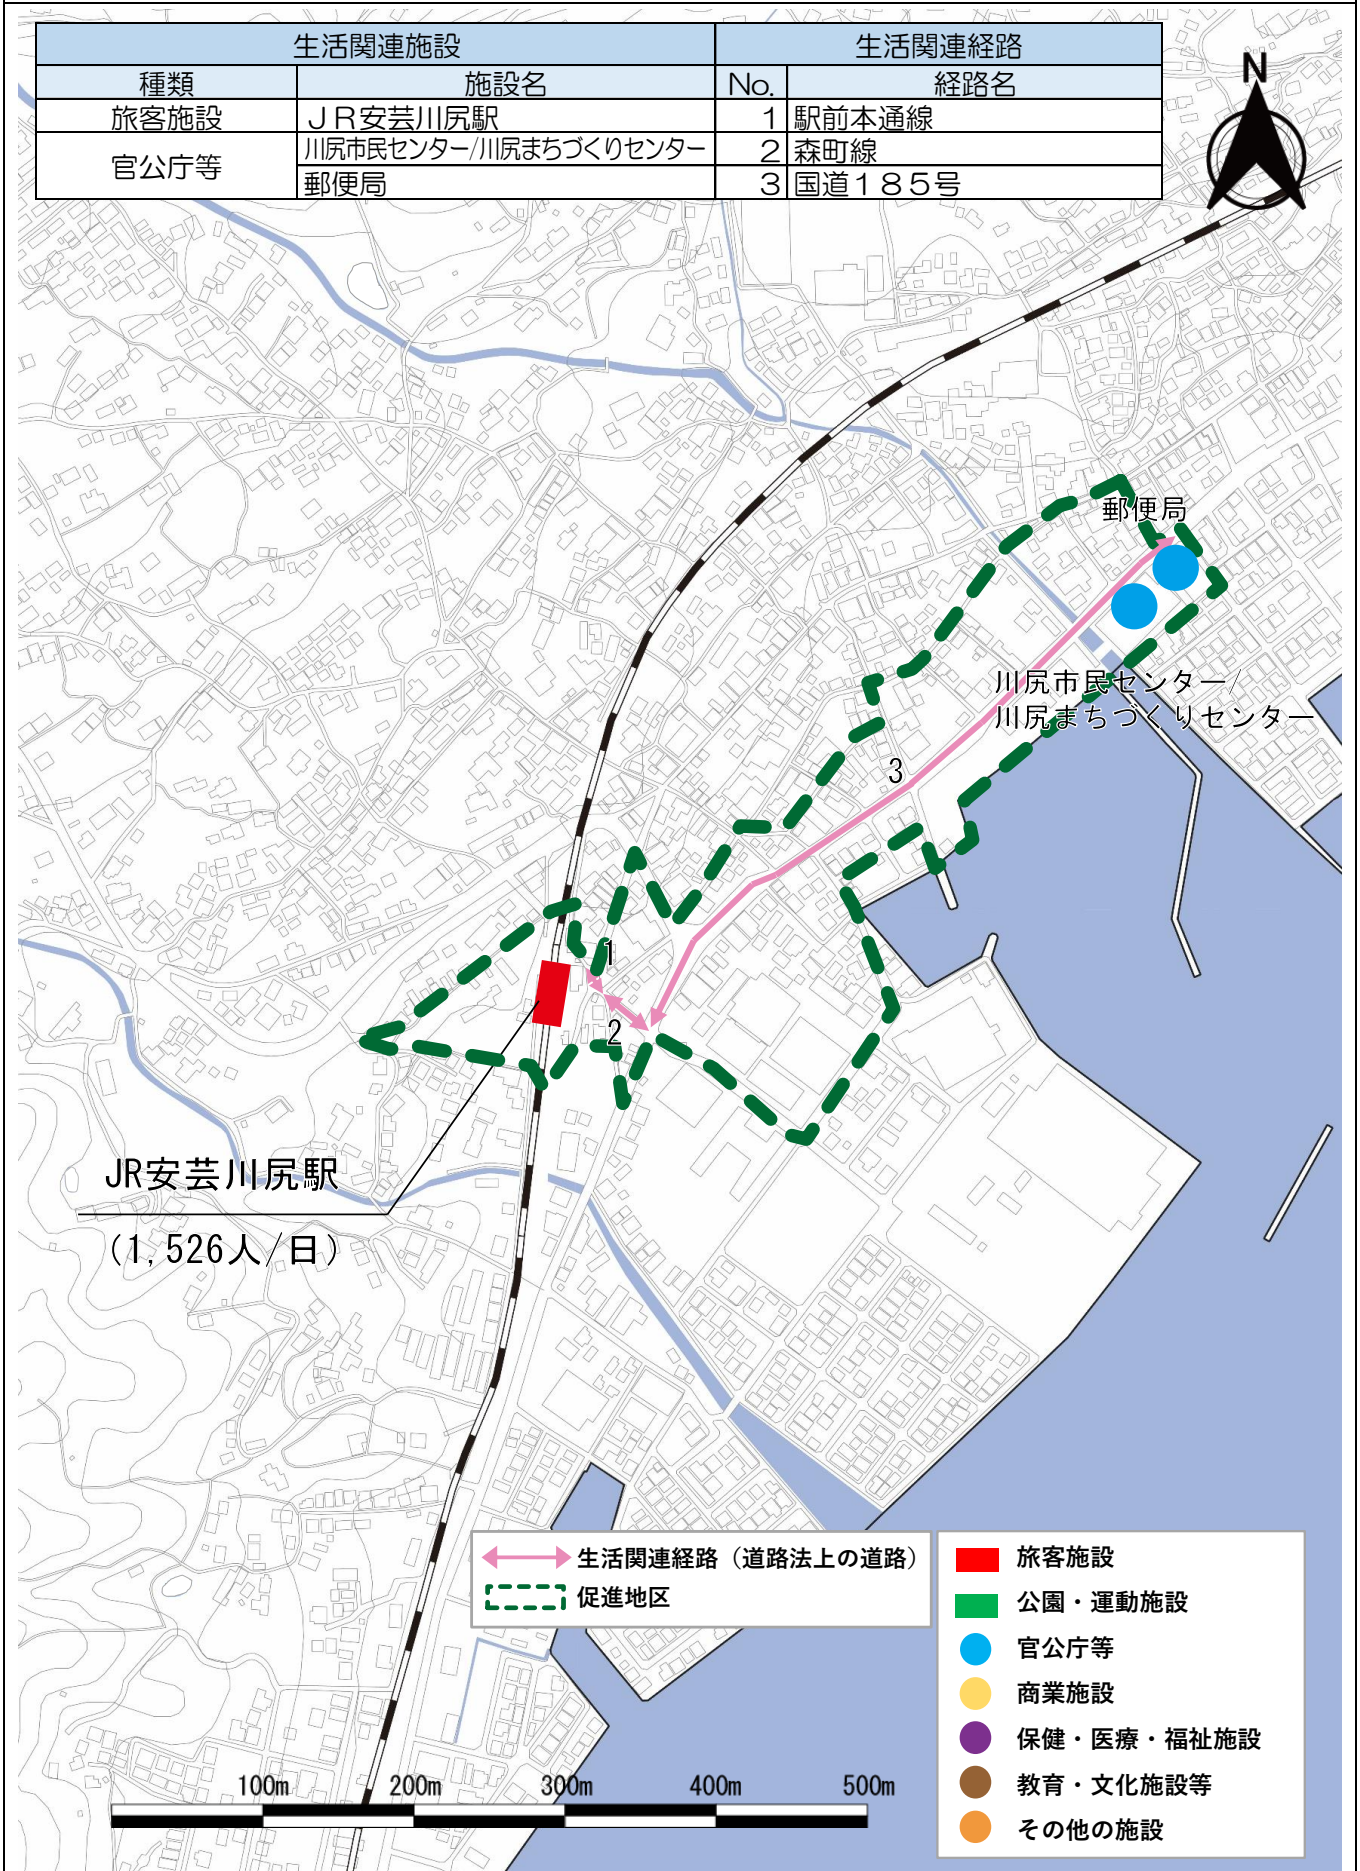 生活関連施設 生活関連経路
種類 施設名 No. 経路名
旅客施設 ＪＲ安芸川尻駅 1 駅前本通線
官公庁等 川尻市民センター/川尻まちづくりセンター 2 森町線
郵便局 3 国道１８５号
N
郵便局
川尻市民センター/
川尻まちづくりセンター
3
1
2
JR安芸川尻駅
(1,526人/日)
生活関連経路（道路法上の道路）
促進地区
旅客施設
公園・運動施設
官公庁等
商業施設
保健・医療・福祉施設
教育・文化施設等
その他の施設
100m 200m 300m 400m 500m